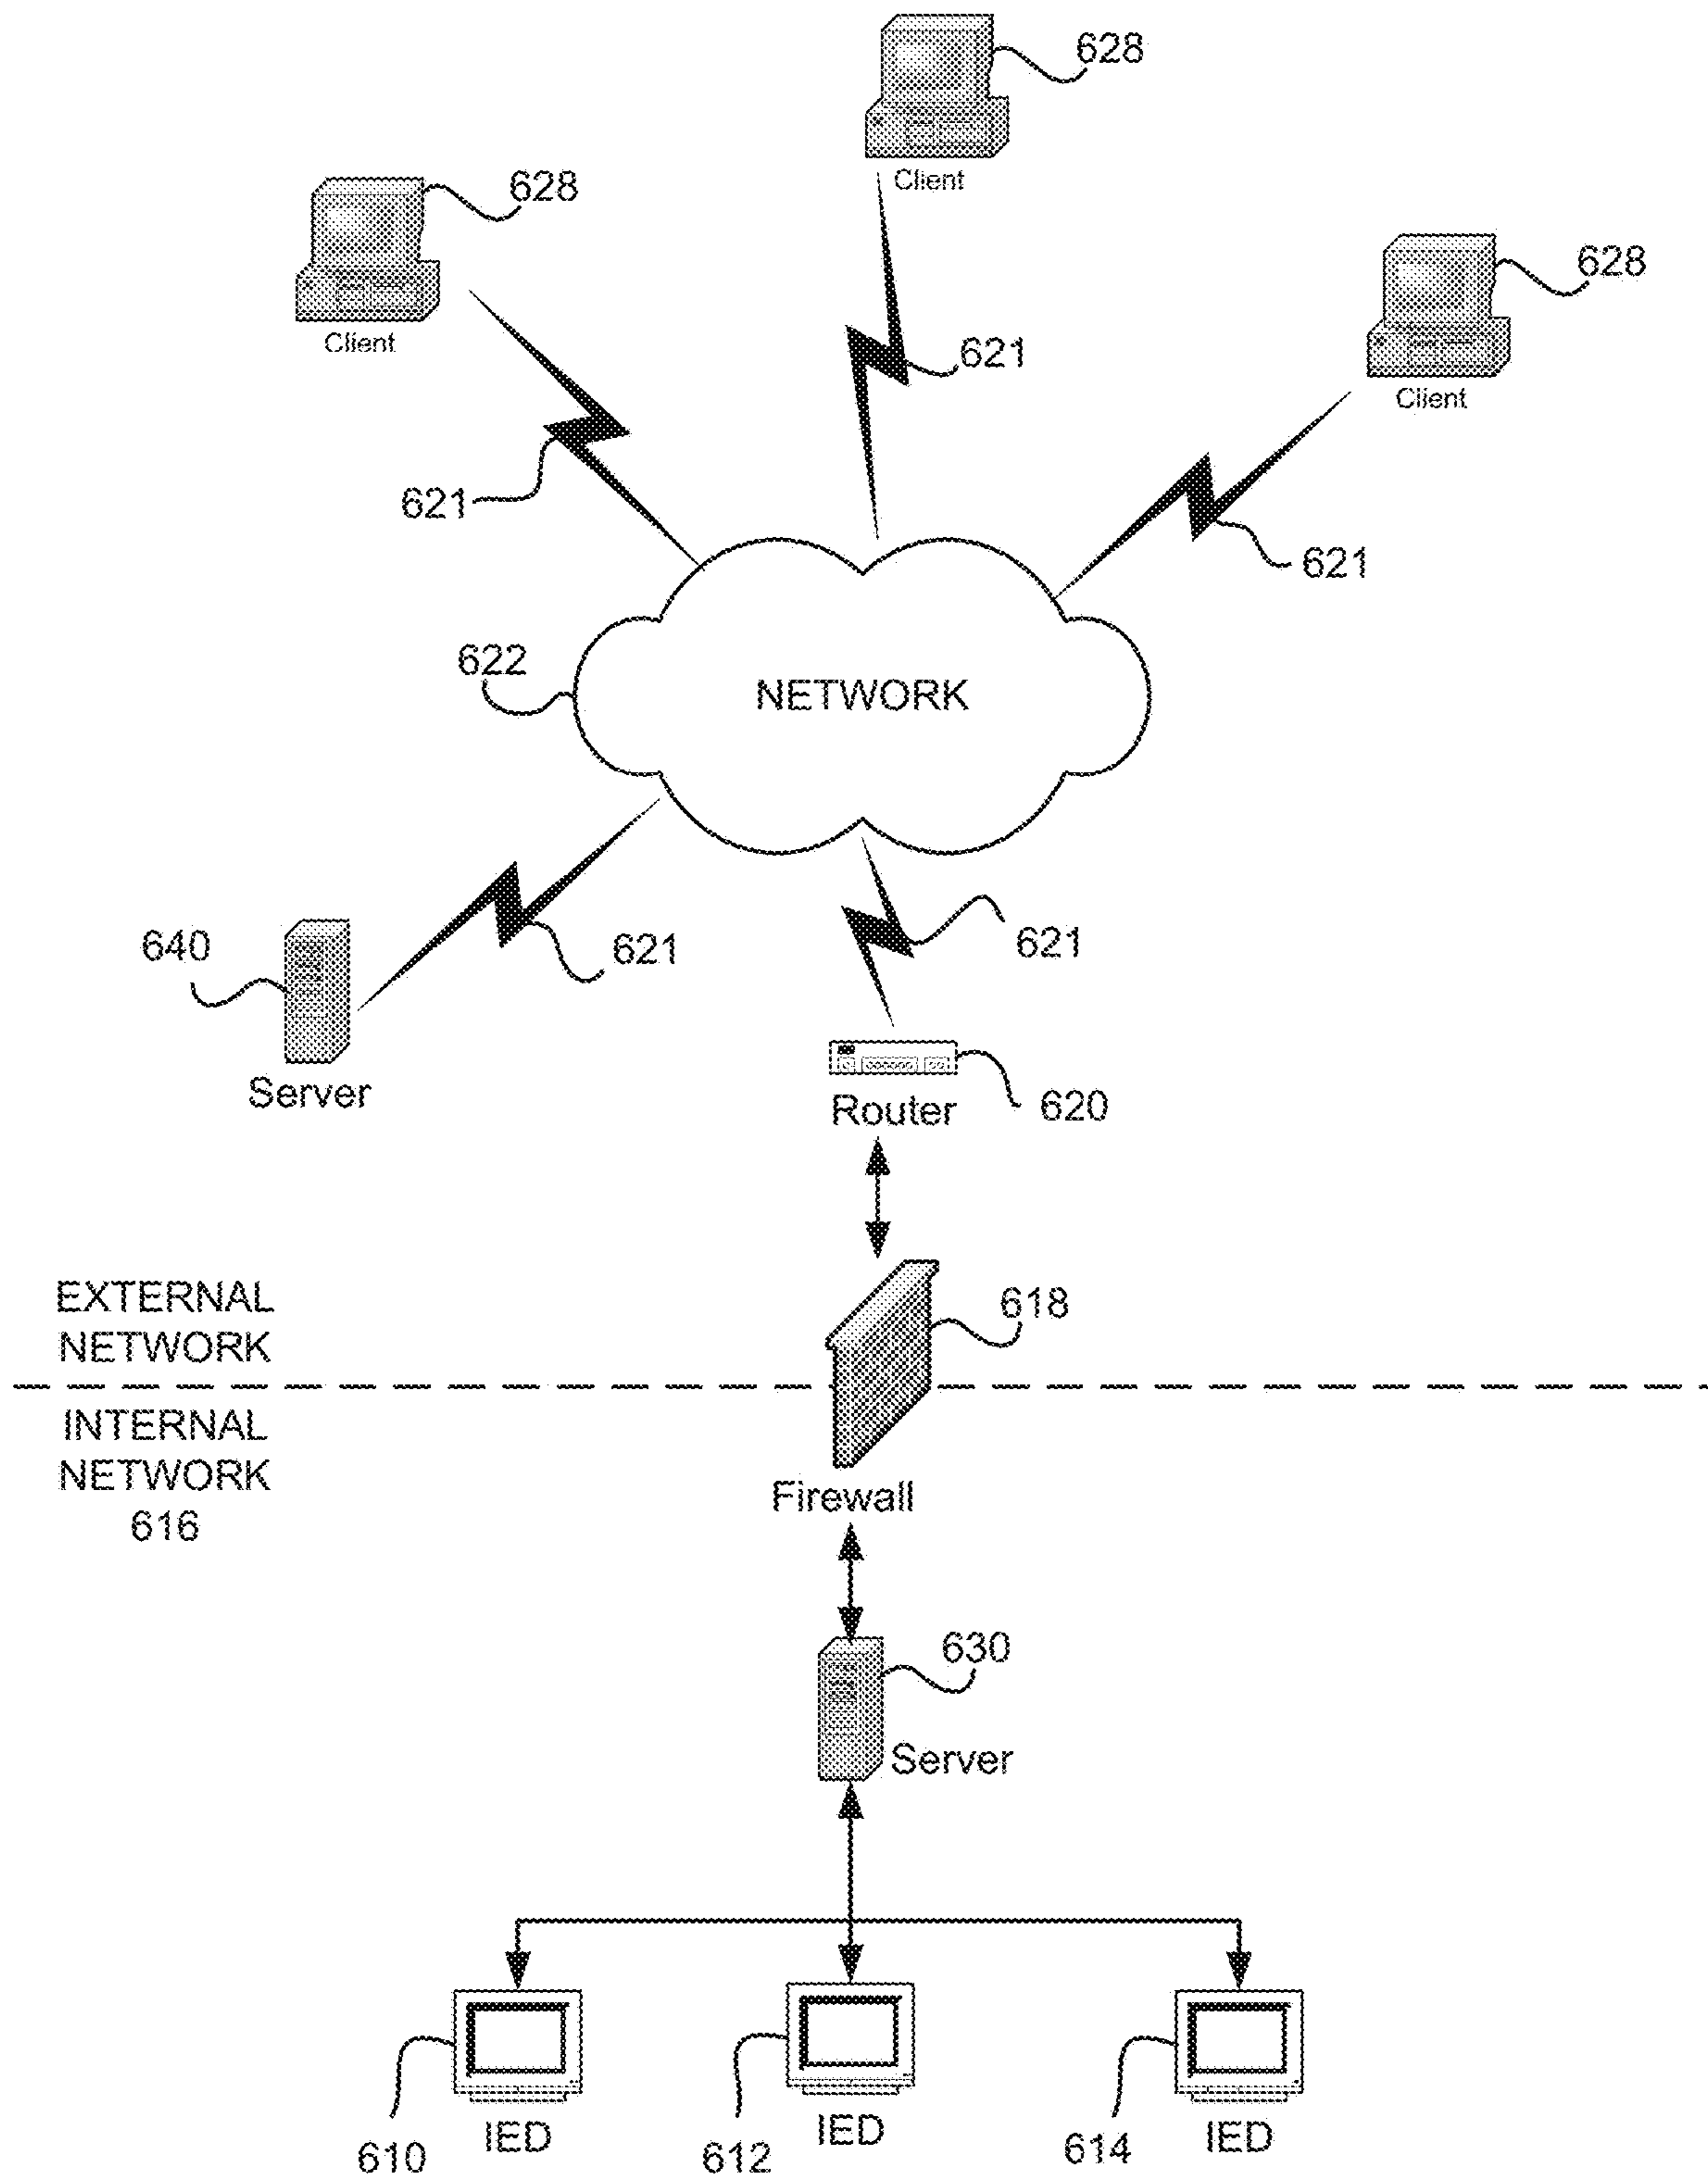 628
Client
628
Client
628
Client
621
621
621
622
NETWORK
640
621
621
Server
Router
620
EXTERNAL
NETWORK
618
INTERNAL
NETWORK
616
Firewall
630
Server
610
IED
612
IED
614
IED